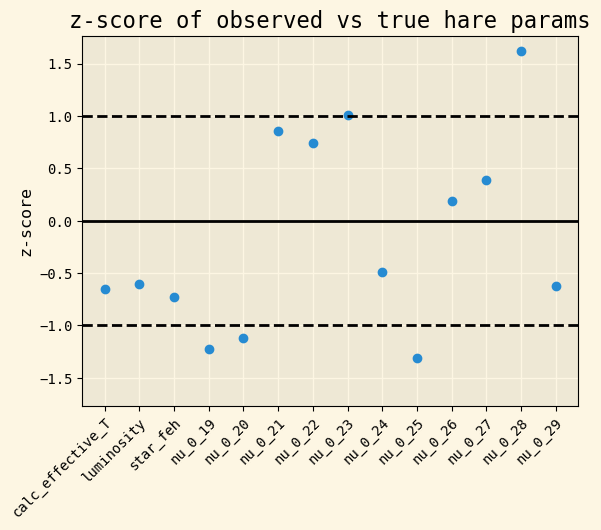 z-score of observed vs true hare params
z-score
1.5
1.0
0.5
0.0
−0.5
−1.0
−1.5
calc_effective_T
luminosity
star_feh
nu_0_19
nu_0_20
nu_0_21
nu_0_22
nu_0_23
nu_0_24
nu_0_25
nu_0_26
nu_0_27
nu_0_28
nu_0_29